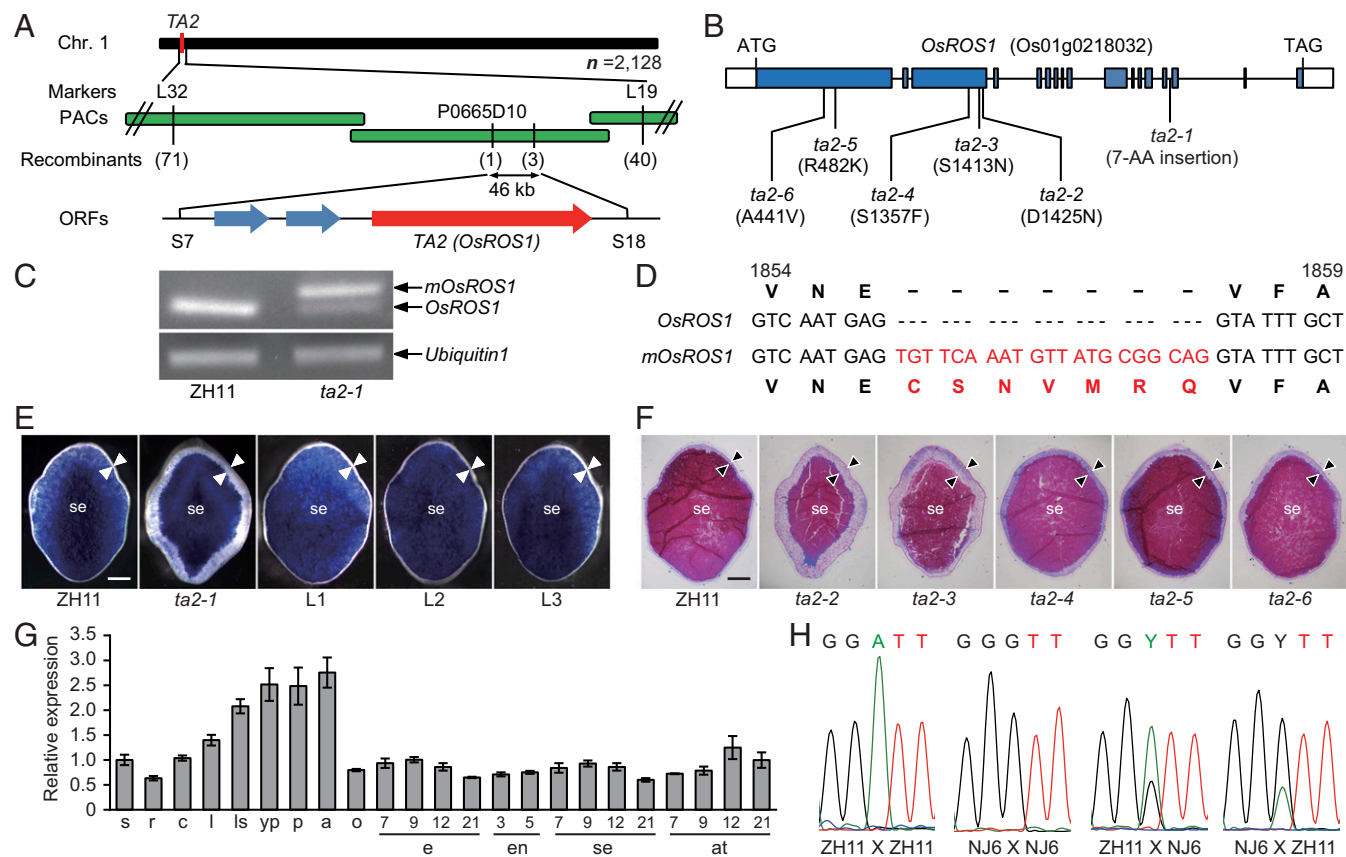 A
TA2
Chr. 1
n =2,128
Markers L32 L19
PACs P0665D10
Recombinants (71) (1) (3) (40)
46 kb
ORFs
S7 TA2 (OsROS1) S18
B
ATG OsROS1 (Os01g0218032) TAG
ta2-5 ta2-3 ta2-1
(R482K) (S1413N) (7-AA insertion)
ta2-6 ta2-4 ta2-2
(A441V) (S1357F) (D1425N)
C
mOsROS1
OsROS1
Ubiquitin1
ZH11 ta2-1
D
1854 1859
V N E – – – – – – – V F A
OsROS1 GTC AAT GAG --- --- --- --- --- --- --- GTA TTT GCT
mOsROS1 GTC AAT GAG TGT TCA AAT GTT ATG CGG CAG GTA TTT GCT
V N E C S N V M R Q V F A
E
se se se se se
ZH11 ta2-1 L1 L2 L3
F
se se se se se se
ZH11 ta2-2 ta2-3 ta2-4 ta2-5 ta2-6
G
Relative expression
3.5
3.0
2.5
2.0
1.5
1.0
0.5
0
s r c l ls yp p a o 7 9 12 21 3 5 7 9 12 21 7 9 12 21
e en se at
H
G G A T T G G G T T G G Y T T G G Y T T
ZH11 X ZH11 NJ6 X NJ6 ZH11 X NJ6 NJ6 X ZH11